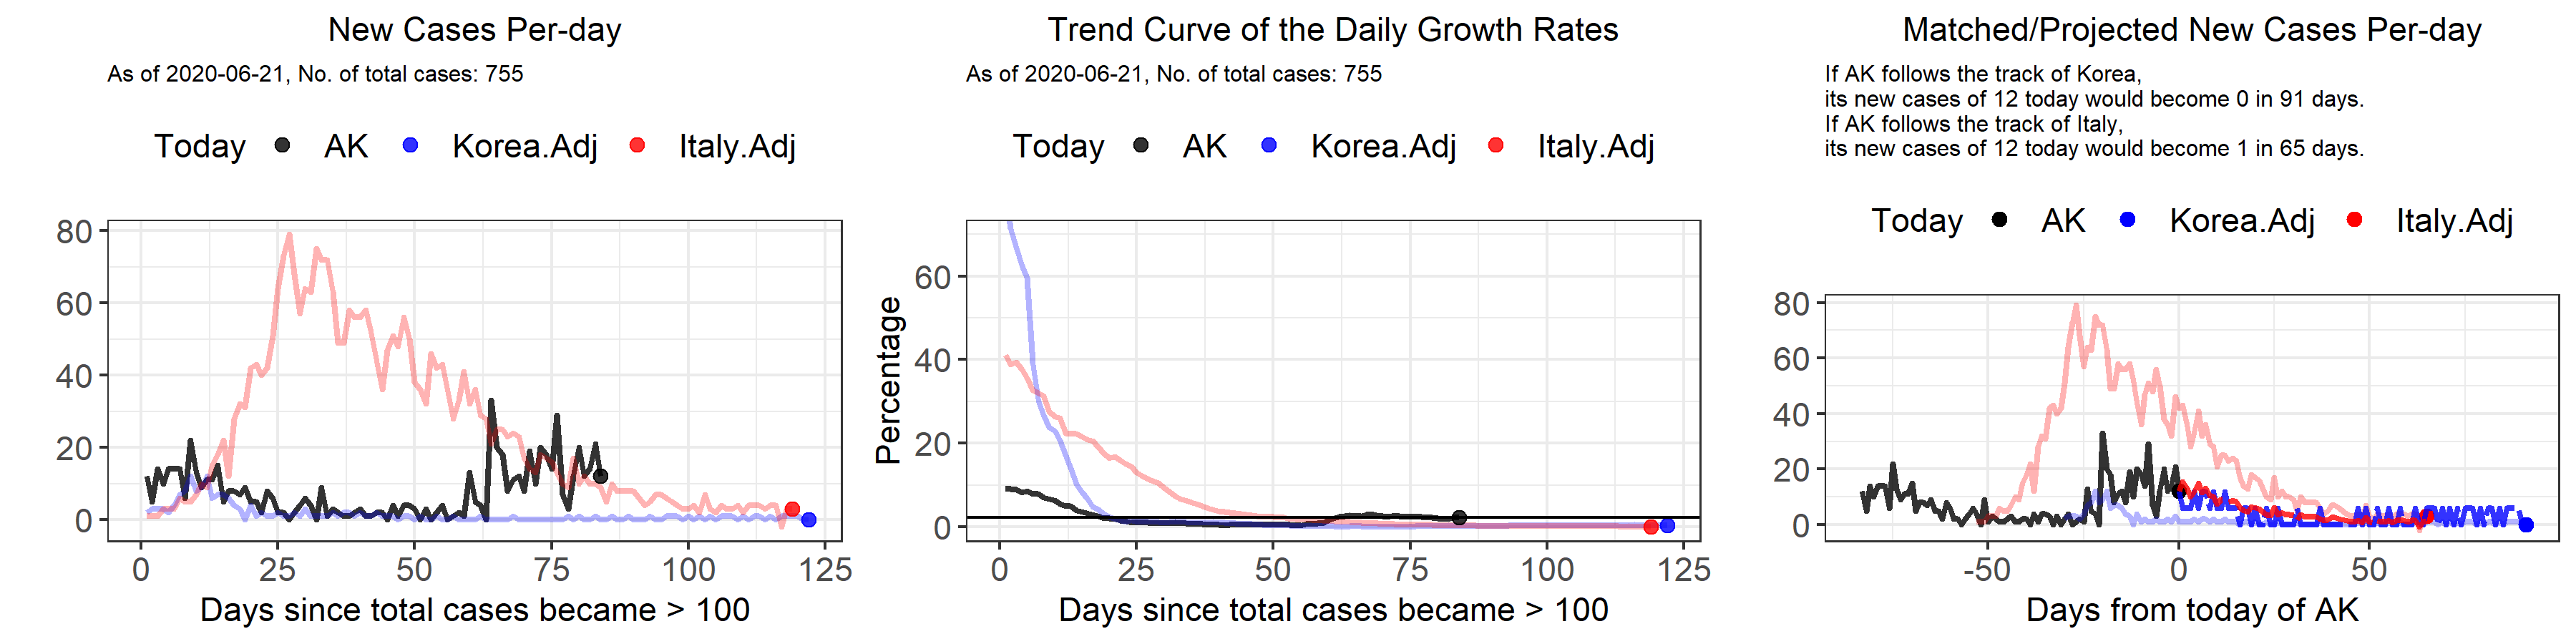 New Cases Per-day
As of 2020-06-21, No. of total cases: 755
Today AK Korea.Adj Italy.Adj
80
60
40
20
0
0 25 50 75 100 125
Days since total cases became > 100
Trend Curve of the Daily Growth Rates
As of 2020-06-21, No. of total cases: 755
Today AK Korea.Adj Italy.Adj
Percentage
60
40
20
0
0 25 50 75 100 125
Days since total cases became > 100
Matched/Projected New Cases Per-day
If AK follows the track of Korea,
its new cases of 12 today would become 0 in 91 days.
If AK follows the track of Italy,
its new cases of 12 today would become 1 in 65 days.
Today AK Korea.Adj Italy.Adj
80
60
40
20
0
-50 0 50
Days from today of AK